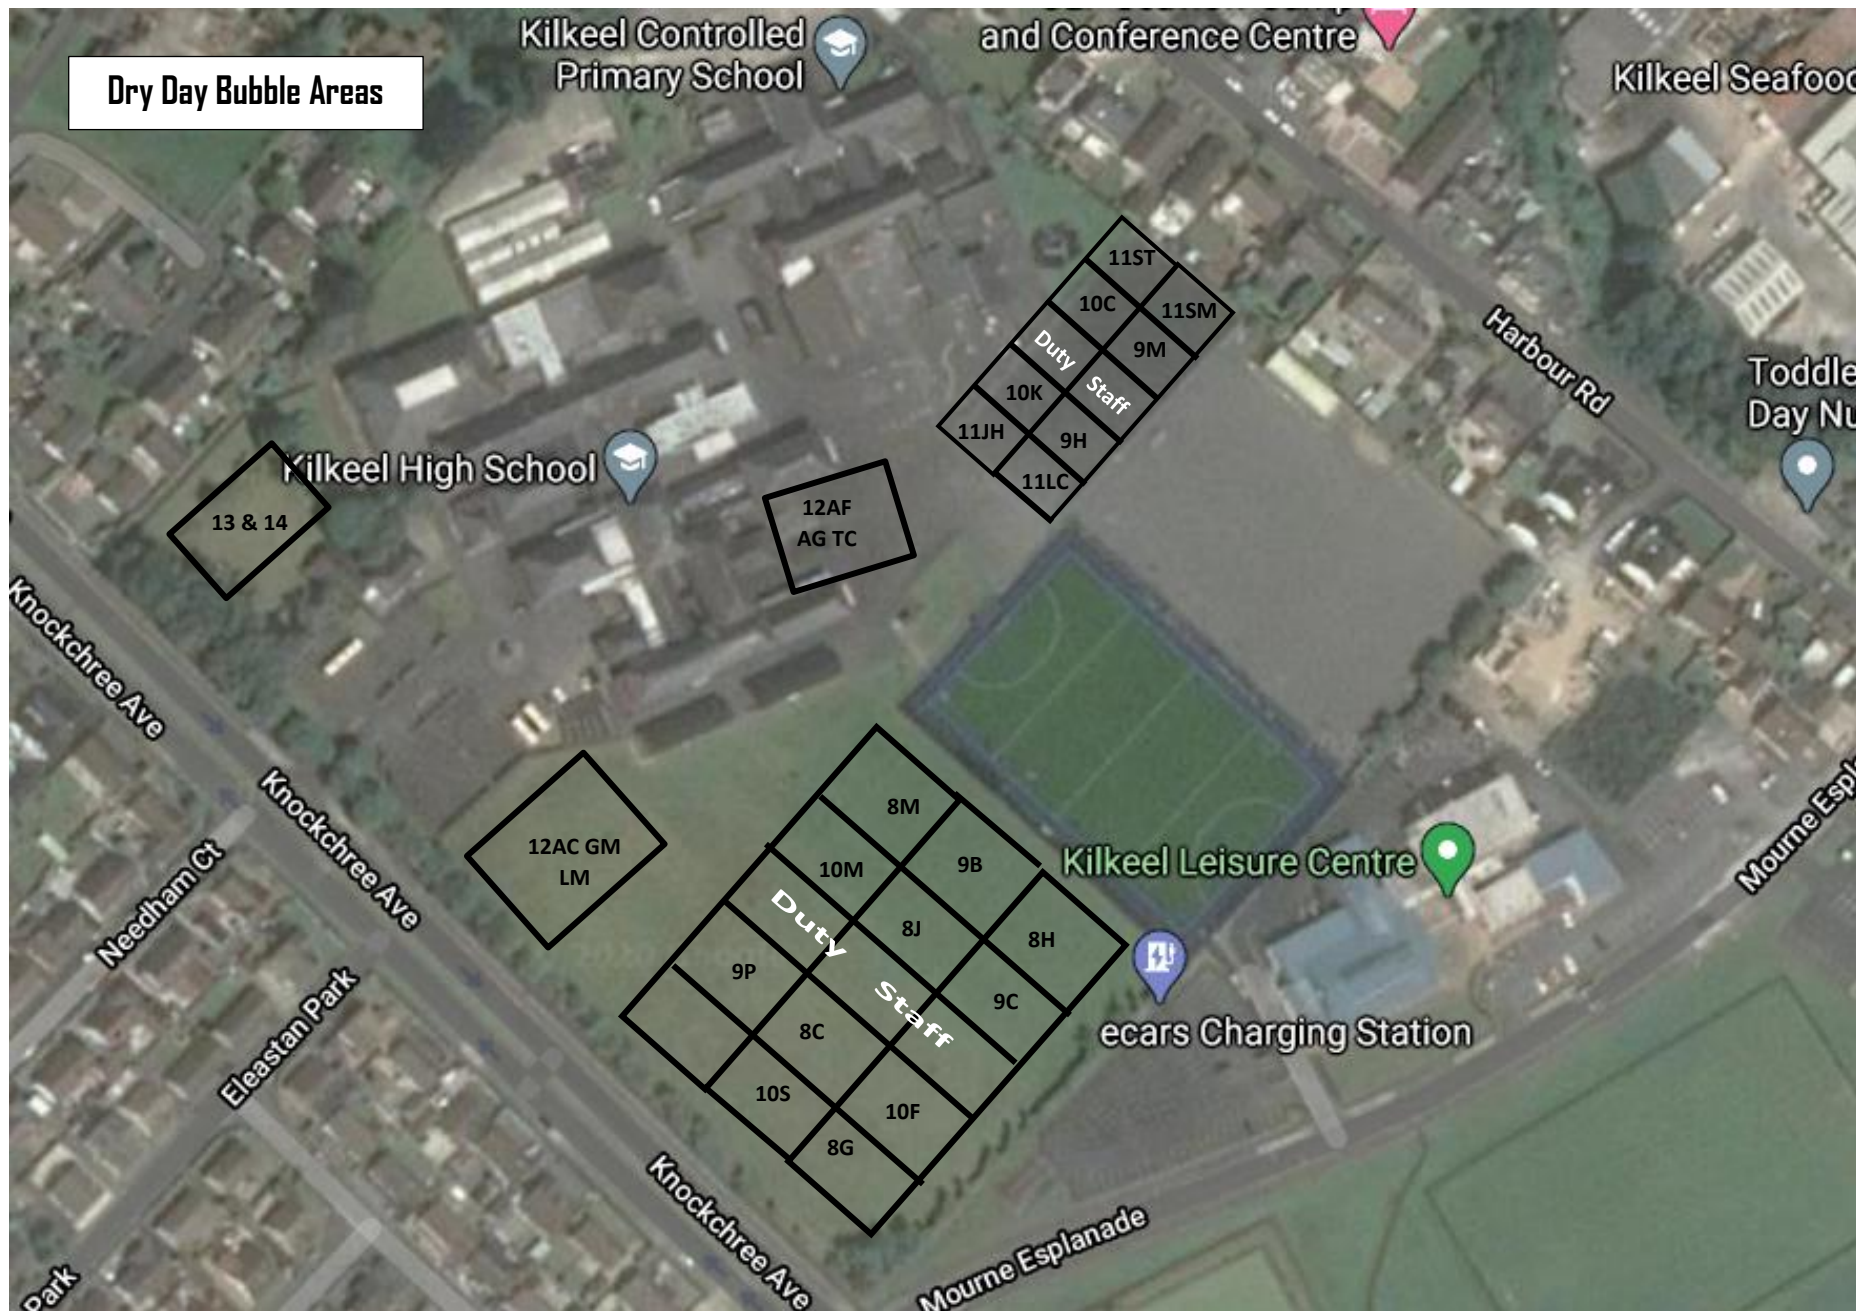 Dry Day Bubble Areas
Kilkeel Controlled
Primary School
and Conference Centre
Kilkeel Seafood
Harbour Rd
Toddle
Day Nu
11ST
10C
11SM
Duty
9M
Staff
10K
11JH
9H
11LC
Kilkeel High School
13 & 14
12AF
AG TC
Knockchree Ave
Knockchree Ave
Needham Ct
Eleastan Park
12AC GM
LM
8M
10M
9B
Duty
8J
8H
9P
Staff
9C
8C
10S
10F
8G
Kilkeel Leisure Centre
ecars Charging Station
Mourne Espl
Knockchree Ave
Mourne Esplanade
Park